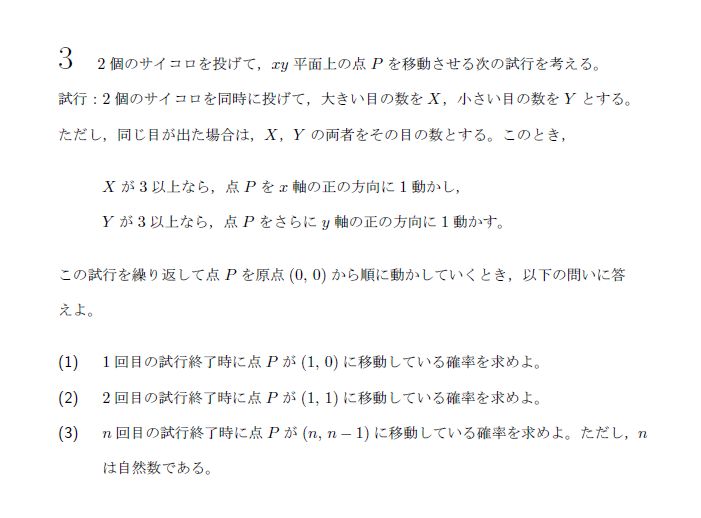 3 2個のサイコロを投げて，xy 平面上の点 P を移動させる次の試行を考える。
試行：2個のサイコロを同時に投げて，大きい目の数を X，小さい目の数を Y とする。
ただし，同じ目が出た場合は，X，Y の両者をその目の数とする。このとき，
X が 3 以上なら，点 P を x 軸の正の方向に 1 動かし，
Y が 3 以上なら，点 P をさらに y 軸の正の方向に 1 動かす。
この試行を繰り返して点 P を原点 (0, 0) から順に動かしていくとき，以下の問いに答
えよ。
(1) 1回目の試行終了時に点 P が (1, 0) に移動している確率を求めよ。
(2) 2回目の試行終了時に点 P が (1, 1) に移動している確率を求めよ。
(3) n 回目の試行終了時に点 P が (n, n − 1) に移動している確率を求めよ。ただし，n
は自然数である。